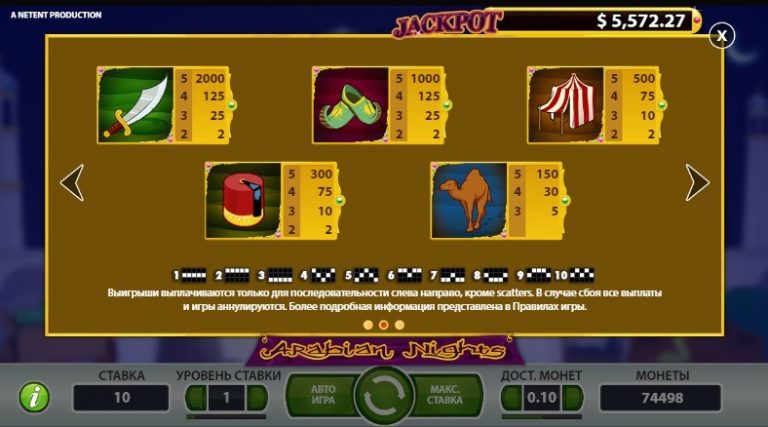 A NETENT PRODUCTION
JACKPOT
$ 5,572.27
X
5 2000
4 125
3 25
2 2
5 1000
4 125
3 25
2 2
5 500
4 75
3 10
2 2
5 300
4 75
3 10
2 2
5 150
4 30
3 5
1 2 3 4 5 6 7 8 9 10
Выигрыши выплачиваются только для последовательности слева направо, кроме scatters. В случае сбоя все выплаты
и игры аннулируются. Более подробная информация представлена в Правилах игры.
Arabian Nights
СТАВКА
УРОВЕНЬ СТАВКИ
ДОСТ. МОНЕТ
МОНЕТЫ
i
10
1
АВТО
ИГРА
МАКС.
СТАВКА
0.10
74498